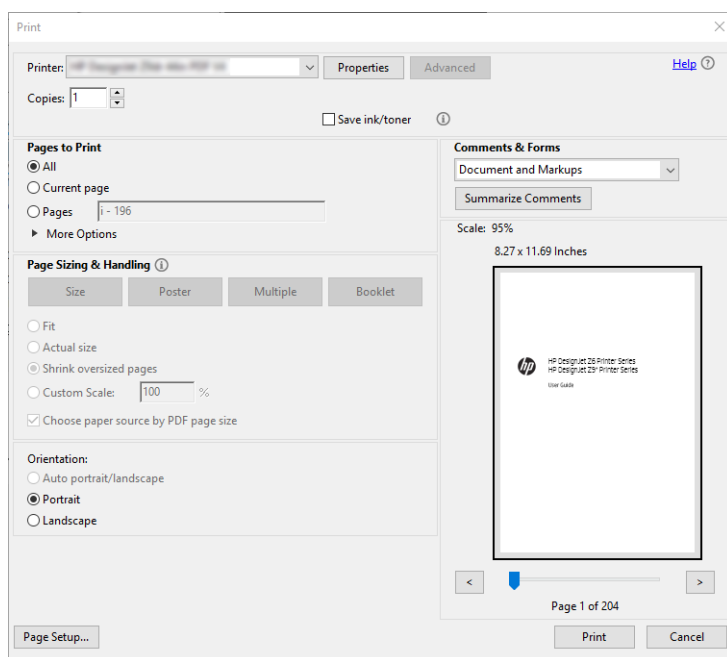 Print
Printer:
Properties
Advanced
Help
Copies: 1
Save ink/toner
Pages to Print
All
Current page
Pages i - 196
More Options
Comments & Forms
Document and Markups
Summarize Comments
Scale: 95%
8.27 x 11.69 Inches
Page Sizing & Handling
Size
Poster
Multiple
Booklet
Fit
Actual size
Shrink oversized pages
Custom Scale: 100 %
Choose paper source by PDF page size
hp
HP DesignJet Z6 Printer Series
HP DesignJet Z9⁺ Printer Series
User Guide
Orientation:
Auto portrait/landscape
Portrait
Landscape
<
>
Page 1 of 204
Page Setup...
Print
Cancel